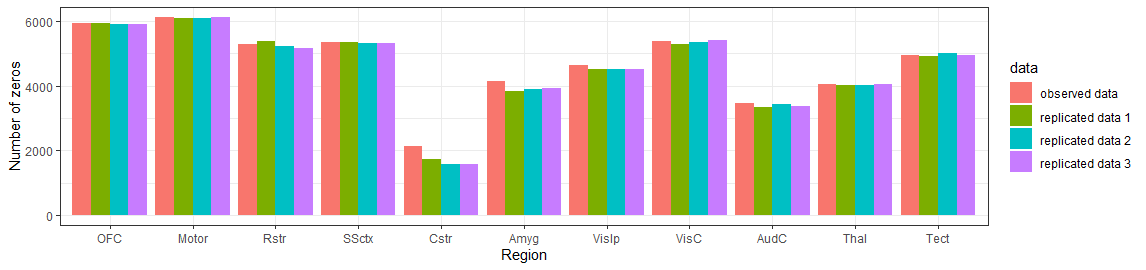 Number of zeros
6000
4000
2000
0
OFC Motor Rstr SSctx Cstr Amyg VisIp VisC AudC Thal Tect
Region
data
observed data
replicated data 1
replicated data 2
replicated data 3